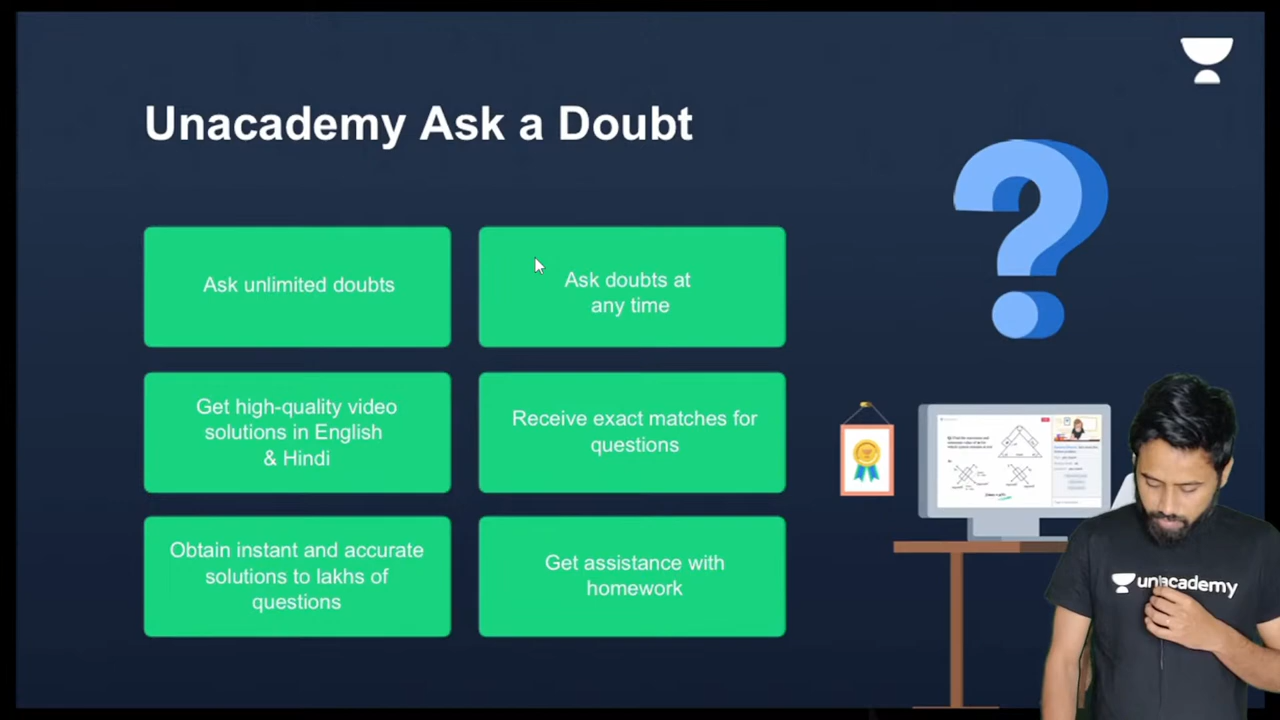 Unacademy Ask a Doubt
Ask unlimited doubts
Ask doubts at
any time
Get high-quality video
solutions in English
& Hindi
Receive exact matches for
questions
Obtain instant and accurate
solutions to lakhs of
questions
Get assistance with
homework
unacademy